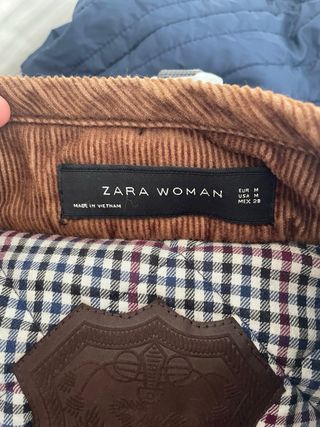 ZARA WOMAN
MADE IN VIETNAM
EUR M
USA M
MEX 28